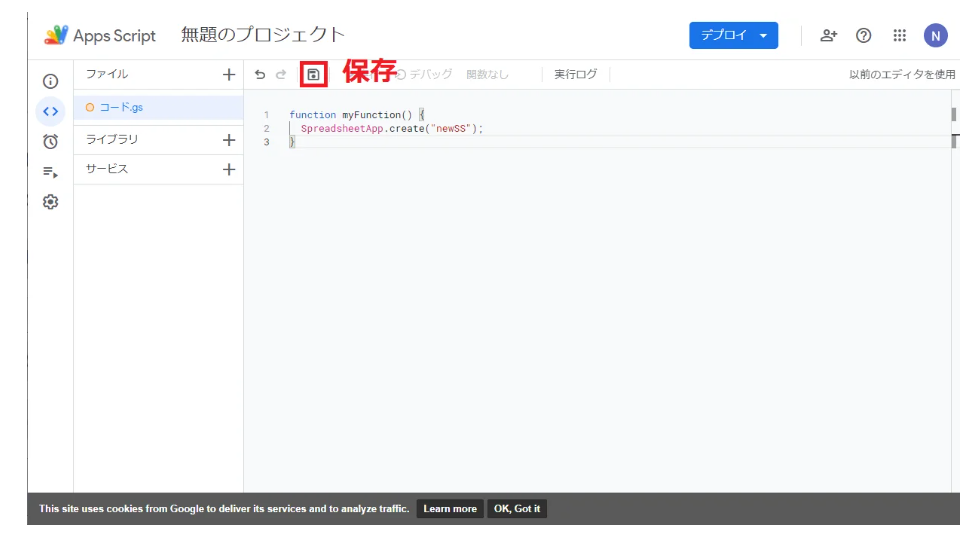 Apps Script 無題のプロジェクト デプロイ N
ファイル 保存 デバッグ 関数なし 実行ログ 以前のエディタを使用
コード.gs
ライブラリ
サービス
1 function myFunction() {
2 SpreadsheetApp.create("newSS");
3 }
This site uses cookies from Google to deliver its services and to analyze traffic. Learn more OK, Got it